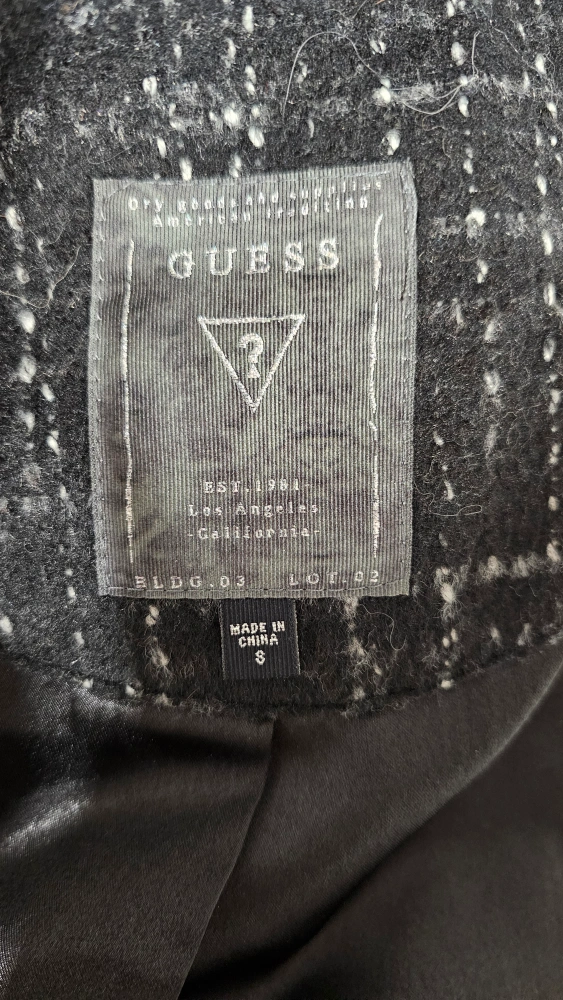 Dry goods and supplies
American Tradition
GUESS
?
EST.1981-
Los Angeles
-California-
BLDG.03 LOT.02
MADE IN
CHINA
S